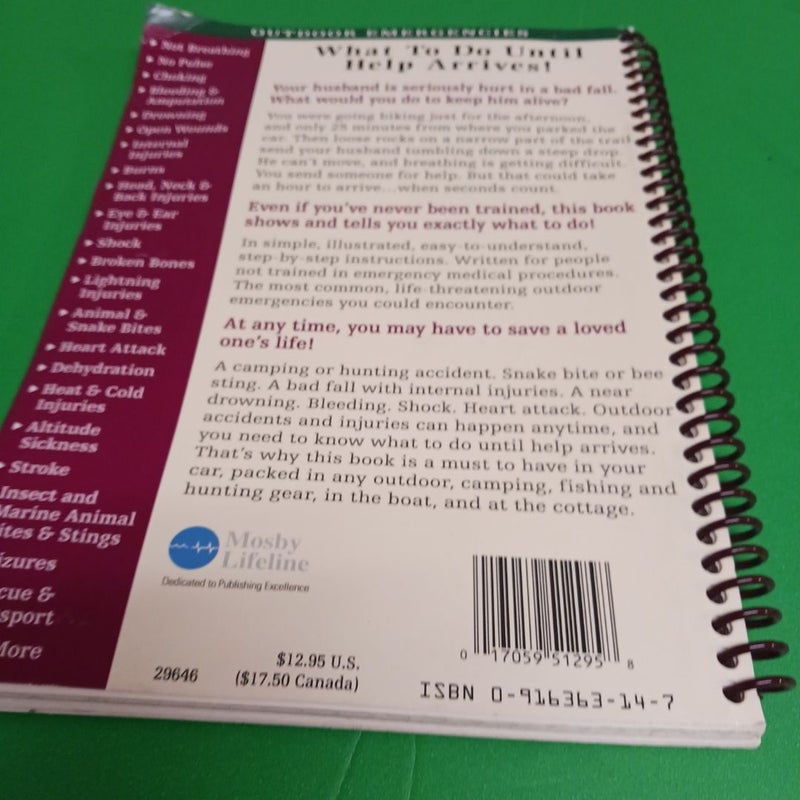 OUTDOOR EMERGENCIES
► Not Breathing
► No Pulse
► Choking
► Bleeding &
Amputation
► Drowning
► Open Wounds
► Internal
Injuries
► Burns
► Head, Neck &
Back Injuries
► Eye & Ear
Injuries
► Shock
► Broken Bones
► Lightning
Injuries
► Animal &
Snake Bites
► Heart Attack
► Dehydration
► Heat & Cold
Injuries
► Altitude
Sickness
► Stroke
Insect and
Marine Animal
ites & Stings
izures
cue &
sport
More
What To Do Until
Help Arrives!
Your husband is seriously hurt in a bad fall.
What would you do to keep him alive?
You were going hiking just for the afternoon,
and only 25 minutes from where you parked the
car. Then loose rocks on a narrow part of the trail
send your husband tumbling down a steep drop.
He can't move, and breathing is getting difficult.
You send someone for help. But that could take
an hour to arrive...when seconds count.
Even if you've never been trained, this book
shows and tells you exactly what to do!
In simple, illustrated, easy-to-understand,
step-by-step instructions. Written for people
not trained in emergency medical procedures.
The most common, life-threatening outdoor
emergencies you could encounter.
At any time, you may have to save a loved
one's life!
A camping or hunting accident. Snake bite or bee
sting. A bad fall with internal injuries. A near
drowning. Bleeding. Shock. Heart attack. Outdoor
accidents and injuries can happen anytime, and
you need to know what to do until help arrives.
That's why this book is a must to have in your
car, packed in any outdoor, camping, fishing and
hunting gear, in the boat, and at the cottage.
Mosby
Lifeline
Dedicated to Publishing Excellence
29646
$12.95 U.S.
($17.50 Canada)
0 17059 51295 8
ISBN 0-916363-14-7